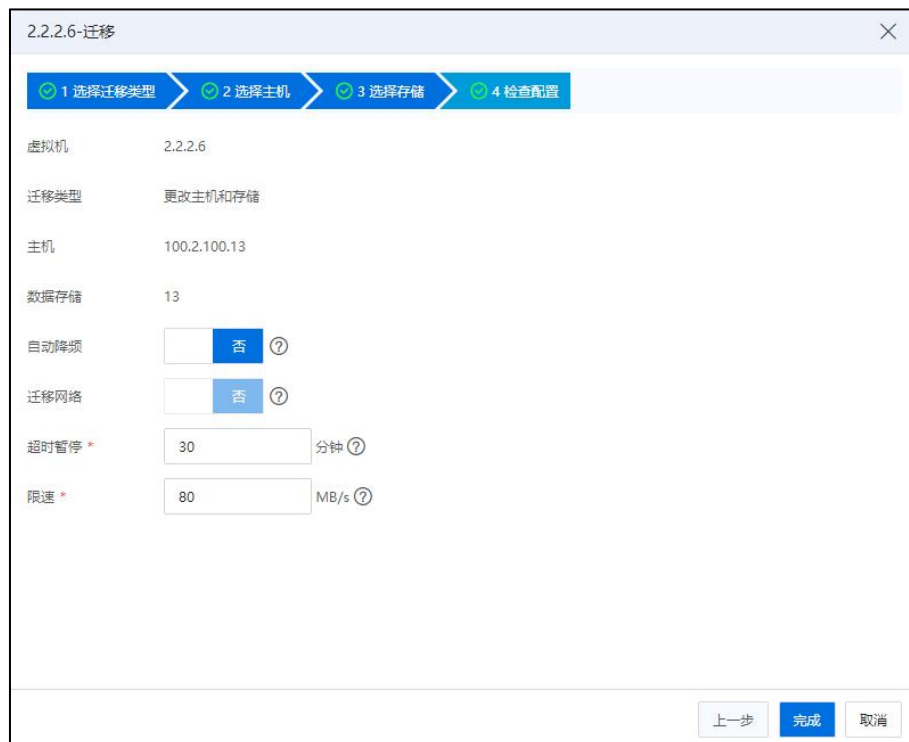 2.2.2.6-迁移
1 选择迁移类型 2 选择主机 3 选择存储 4 检查配置
虚拟机 2.2.2.6
迁移类型 更改主机和存储
主机 100.2.100.13
数据存储 13
自动降频 否
迁移网络 否
超时暂停 * 30 分钟
限速 * 80 MB/s
上一步 完成 取消